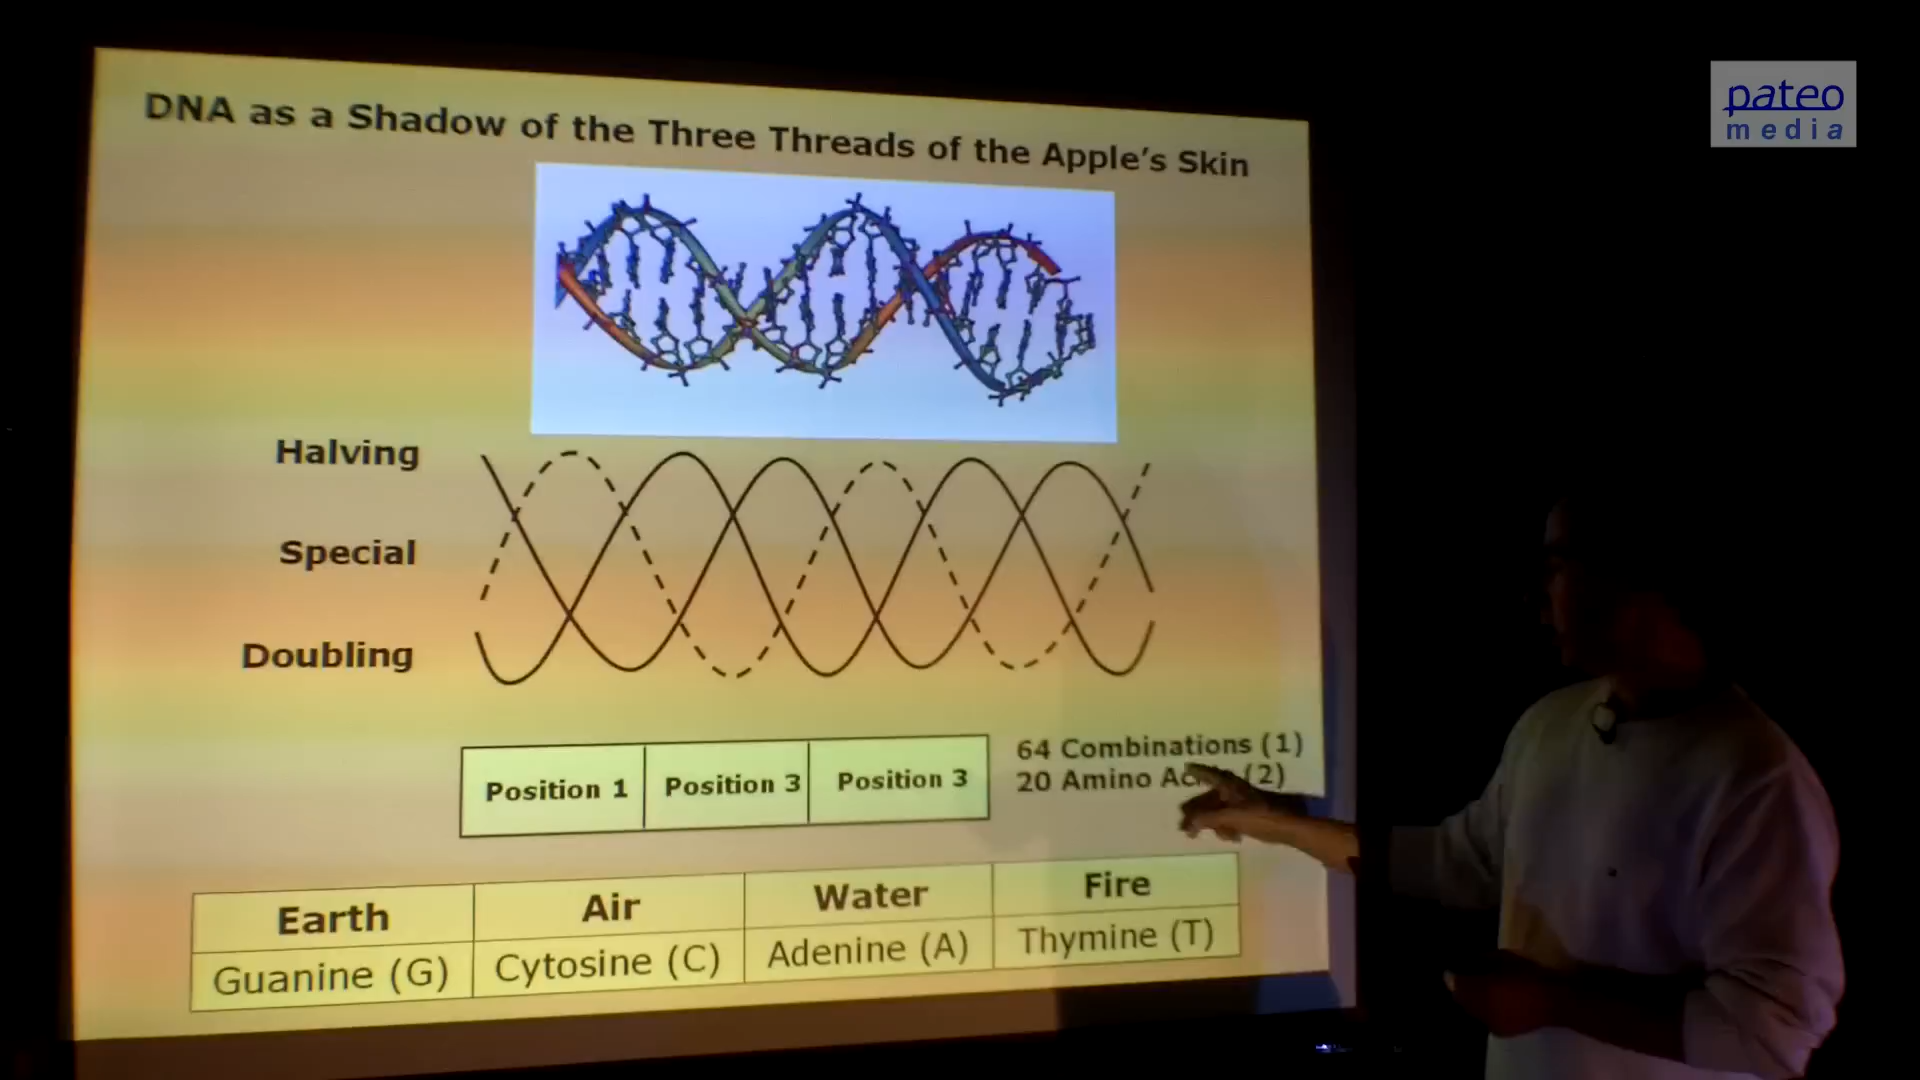 pateo
media
DNA as a Shadow of the Three Threads of the Apple's Skin
Halving
Special
Doubling
Position 1 Position 3 Position 3
64 Combinations (1)
20 Amino (2)
Earth Air Water Fire
Guanine (G) Cytosine (C) Adenine (A) Thymine (T)